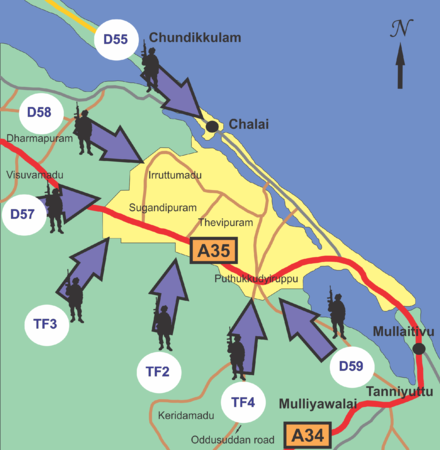 D55
Chundikkulam
N
D58
Chalai
Dharmapuram
Visuvamadu
Irruttumadu
D57
Sugandipuram
Thevipuram
A35
Puthukkudyiruppu
TF3
Mullaitivu
TF2
D59
TF4
Tanniyuttu
Mulliyawalai
Keridamadu
A34
Oddusuddan road